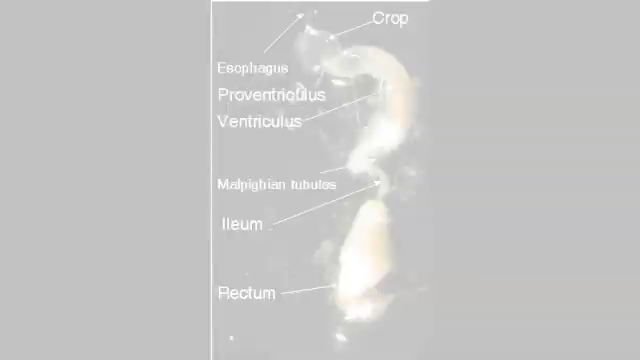 Crop
Esophagus
Proventriculus
Ventriculus
Malpighian tubules
Ileum
Rectum